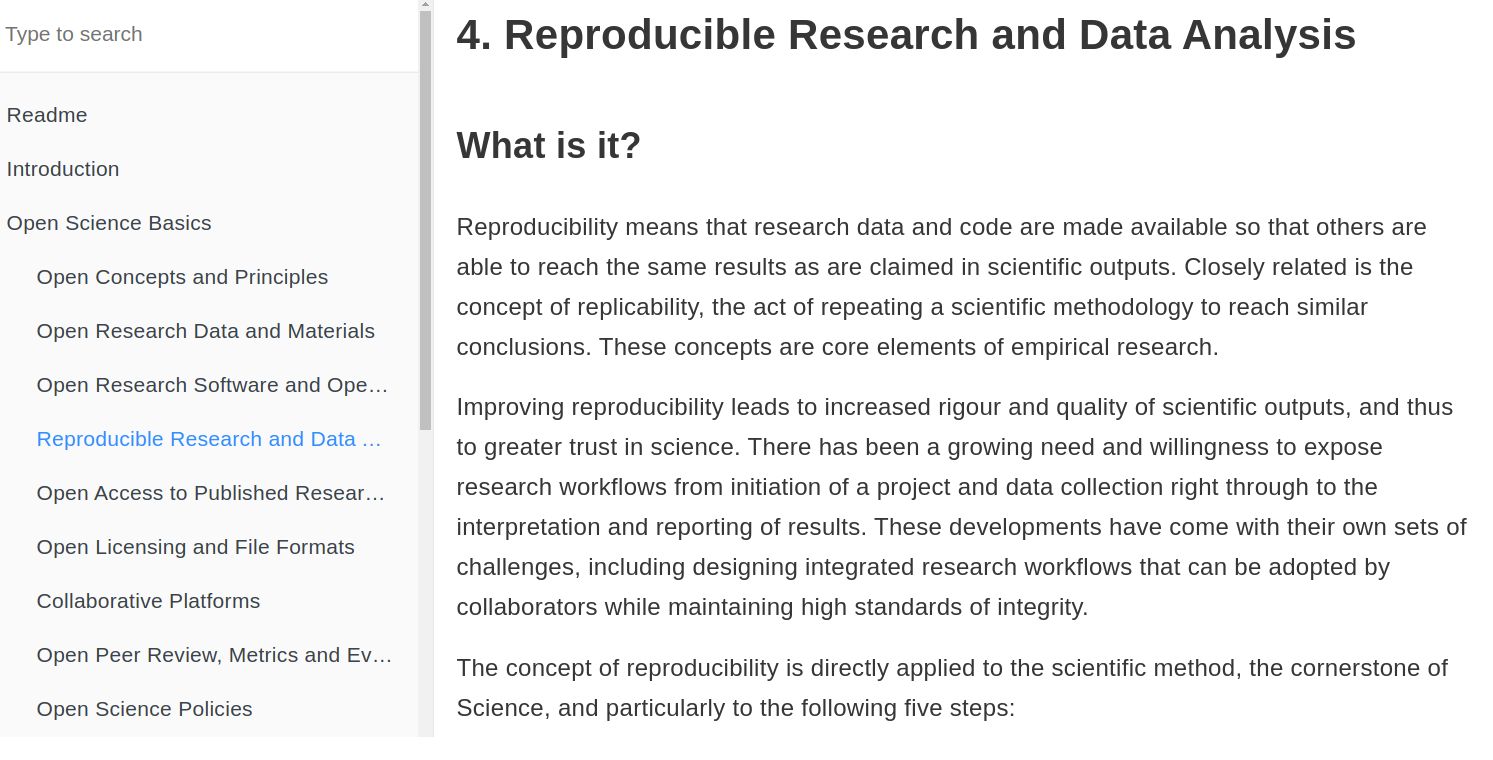 Type to search
Readme
Introduction
Open Science Basics
Open Concepts and Principles
Open Research Data and Materials
Open Research Software and Ope…
Reproducible Research and Data …
Open Access to Published Resear…
Open Licensing and File Formats
Collaborative Platforms
Open Peer Review, Metrics and Ev…
Open Science Policies
4. Reproducible Research and Data Analysis
What is it?
Reproducibility means that research data and code are made available so that others are
able to reach the same results as are claimed in scientific outputs. Closely related is the
concept of replicability, the act of repeating a scientific methodology to reach similar
conclusions. These concepts are core elements of empirical research.
Improving reproducibility leads to increased rigour and quality of scientific outputs, and thus
to greater trust in science. There has been a growing need and willingness to expose
research workflows from initiation of a project and data collection right through to the
interpretation and reporting of results. These developments have come with their own sets of
challenges, including designing integrated research workflows that can be adopted by
collaborators while maintaining high standards of integrity.
The concept of reproducibility is directly applied to the scientific method, the cornerstone of
Science, and particularly to the following five steps: